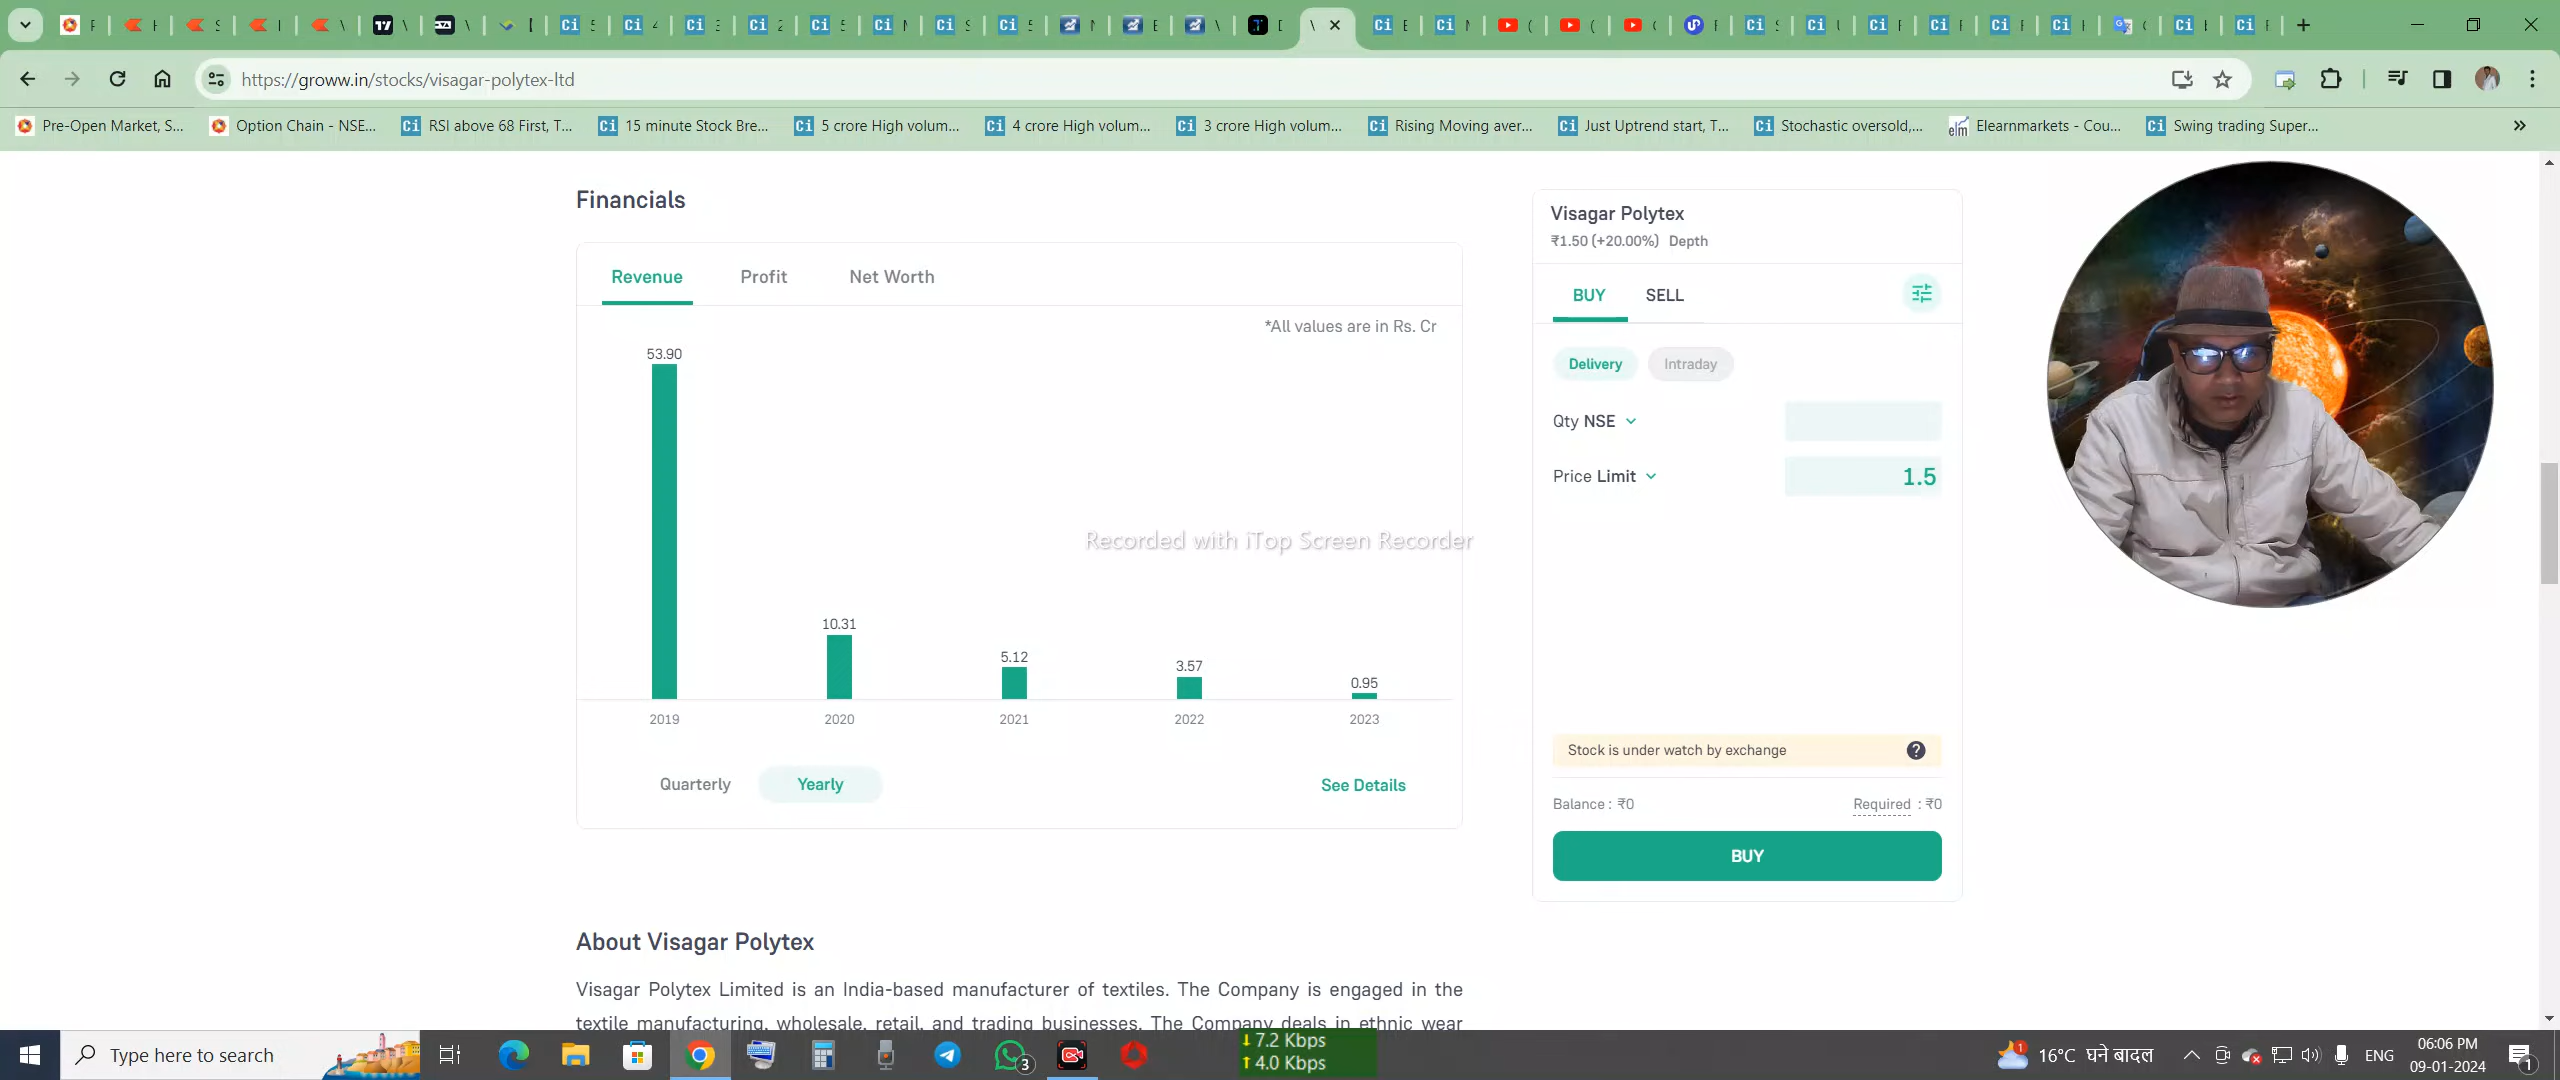 https://groww.in/stocks/visagar-polytex-ltd
Pre-Open Market, S...
Option Chain - NSE...
RSI above 68 First, T...
15 minute Stock Bre...
5 crore High volum...
4 crore High volum...
3 crore High volum...
Rising Moving aver...
Just Uptrend start, T...
Stochastic oversold,...
Elearnmarkets - Cou...
Swing trading Super...
Financials
Revenue
Profit
Net Worth
*All values are in Rs. Cr
53.90
10.31
5.12
3.57
0.95
2019
2020
2021
2022
2023
Quarterly
Yearly
See Details
Recorded with iTop Screen Recorder
Visagar Polytex
₹1.50 (+20.00%) Depth
BUY
SELL
Delivery
Intraday
Qty NSE
Price Limit
1.5
Stock is under watch by exchange
Balance : ₹0
Required : ₹0
BUY
About Visagar Polytex
Visagar Polytex Limited is an India-based manufacturer of textiles. The Company is engaged in the
textile manufacturing, wholesale, retail, and trading businesses. The Company deals in ethnic wear
Type here to search
3
7.2 Kbps
4.0 Kbps
1
16°C घने बादल
ENG
06:06 PM
09-01-2024
1